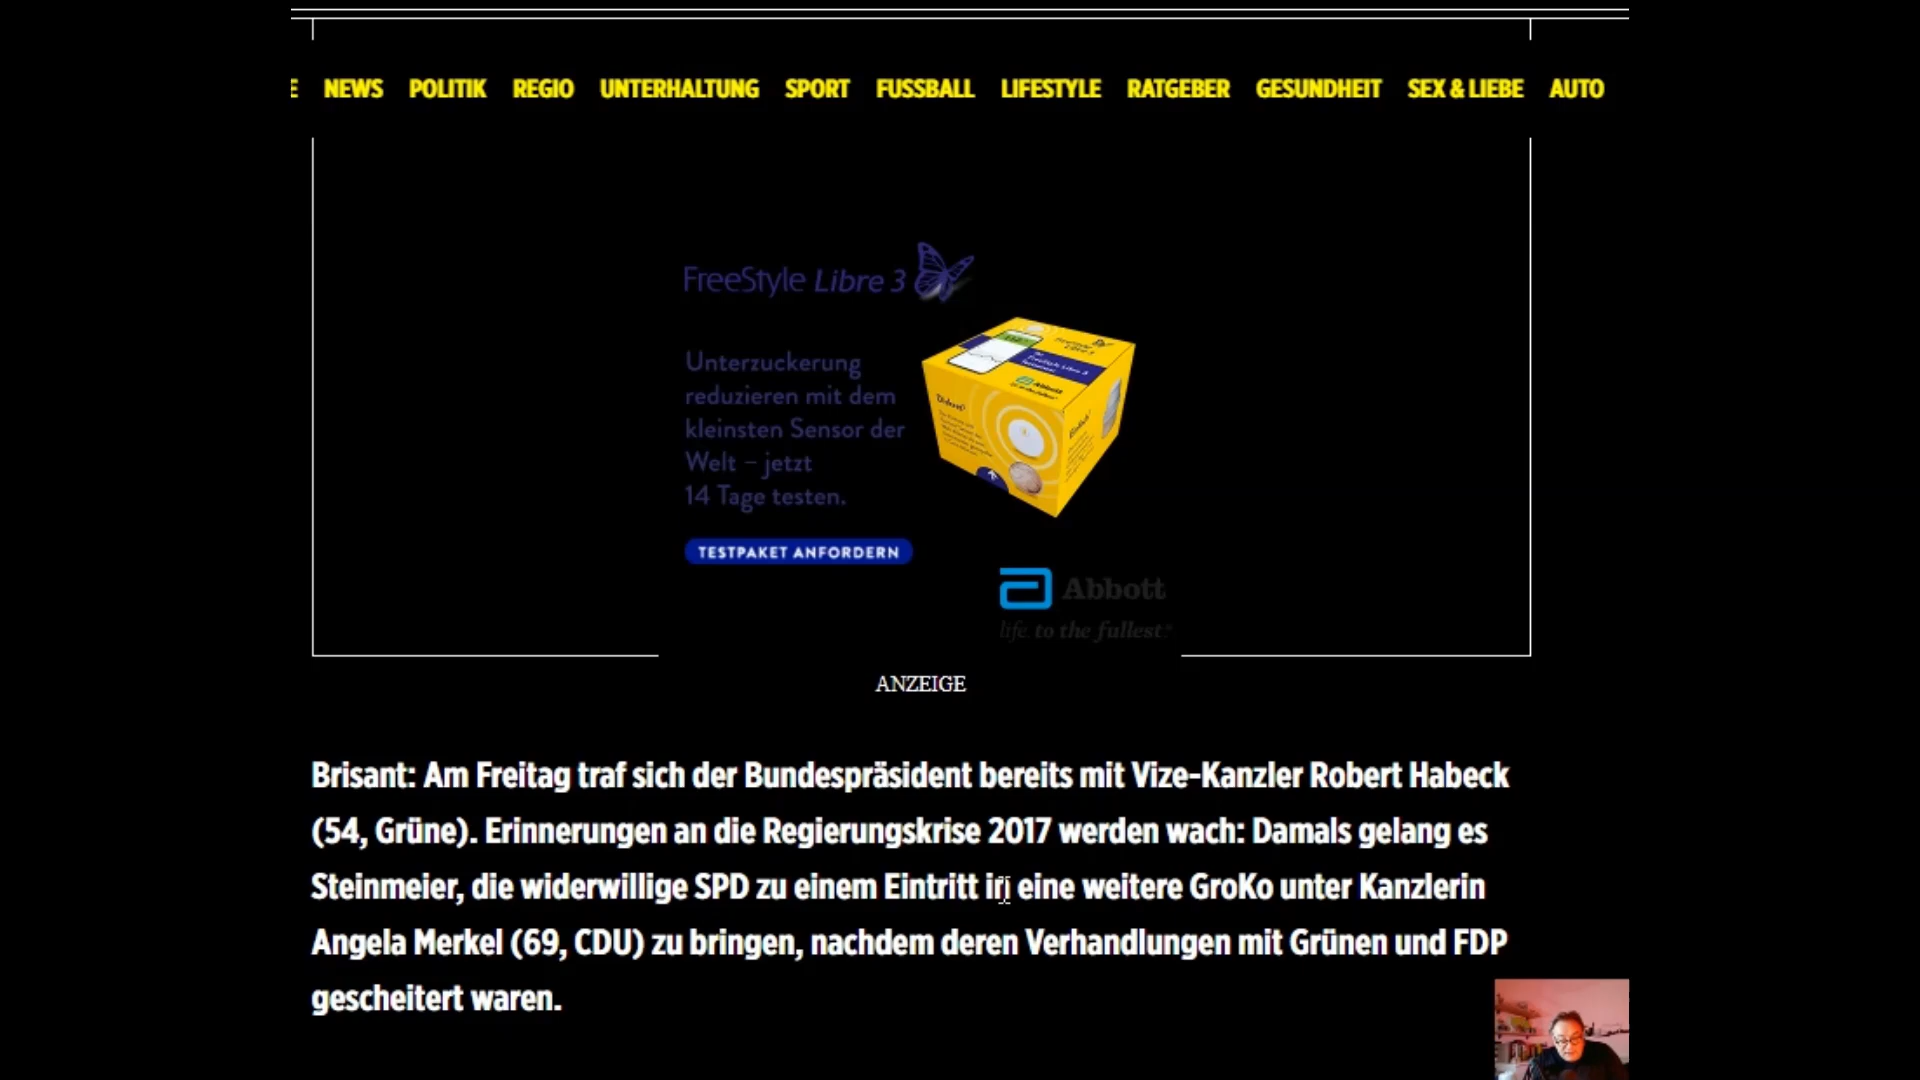 E NEWS POLITIK REGIO UNTERHALTUNG SPORT FUSSBALL LIFESTYLE RATGEBER GESUNDHEIT SEX & LIEBE AUTO
FreeStyle Libre 3
Unterzuckerung
reduzieren mit dem
kleinsten Sensor der
Welt – jetzt
14 Tage testen.
TESTPAKET ANFORDERN
Abbott
Abbott
life. to the fullest.®
ANZEIGE
Brisant: Am Freitag traf sich der Bundespräsident bereits mit Vize-Kanzler Robert Habeck
(54, Grüne). Erinnerungen an die Regierungskrise 2017 werden wach: Damals gelang es
Steinmeier, die widerwillige SPD zu einem Eintritt in eine weitere GroKo unter Kanzlerin
Angela Merkel (69, CDU) zu bringen, nachdem deren Verhandlungen mit Grünen und FDP
gescheitert waren.